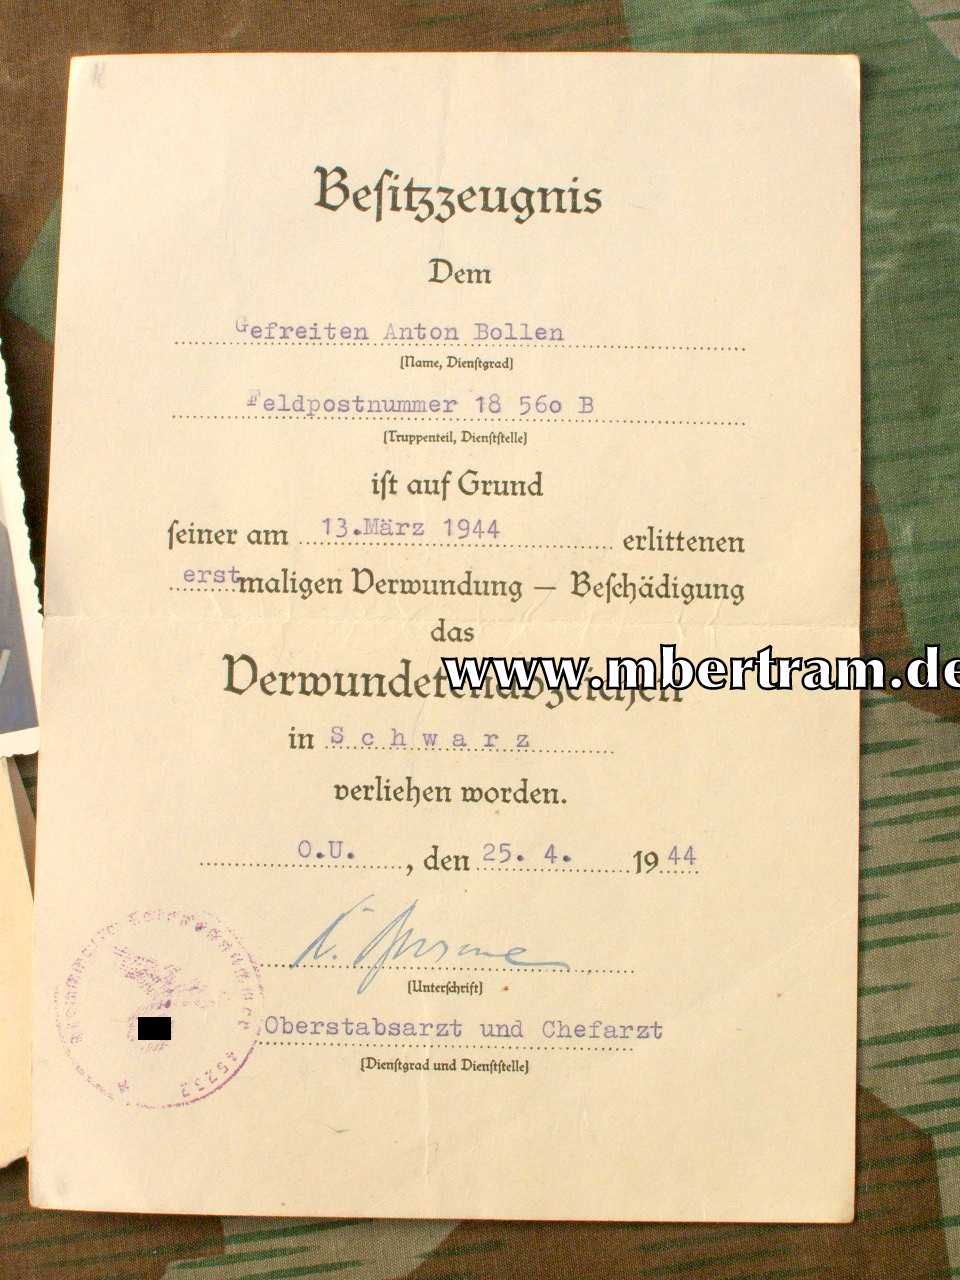 Besitzzeugnis
Dem
Gefreiten Anton Bollen
(Name, Dienstgrad)
Feldpostnummer 18 560 B
(Truppenteil, Dienststelle)
ist auf Grund
seiner am 13.März 1944 erlittenen
erstmaligen Verwundung — Beschädigung
das
Verwundetenabzeichen
www.mbertram.de
in Schwarz
verliehen worden.
O.U., den 25. 4. 1944
(Unterschrift)
Oberstabsarzt und Chefarzt
(Dienstgrad und Dienststelle)
45232